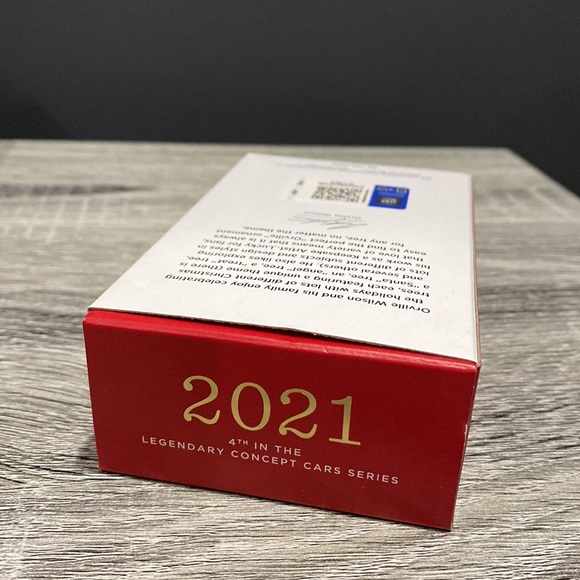 Orville Wilson and his family enjoy celebrating
the holidays with lots of different Christmas
trees, each featuring a unique theme (there is
a "Santa" tree, an "angel" tree, a "treat" tree,
and several others). He also likes exploring
lots of different subjects and design styles in
his work as a Keepsake Artist. Lucky for fans,
that love of variety means that it is always
easy to find the perfect "Orville" ornament
for any tree, no matter the theme.
2021
4TH IN THE
LEGENDARY CONCEPT CARS SERIES